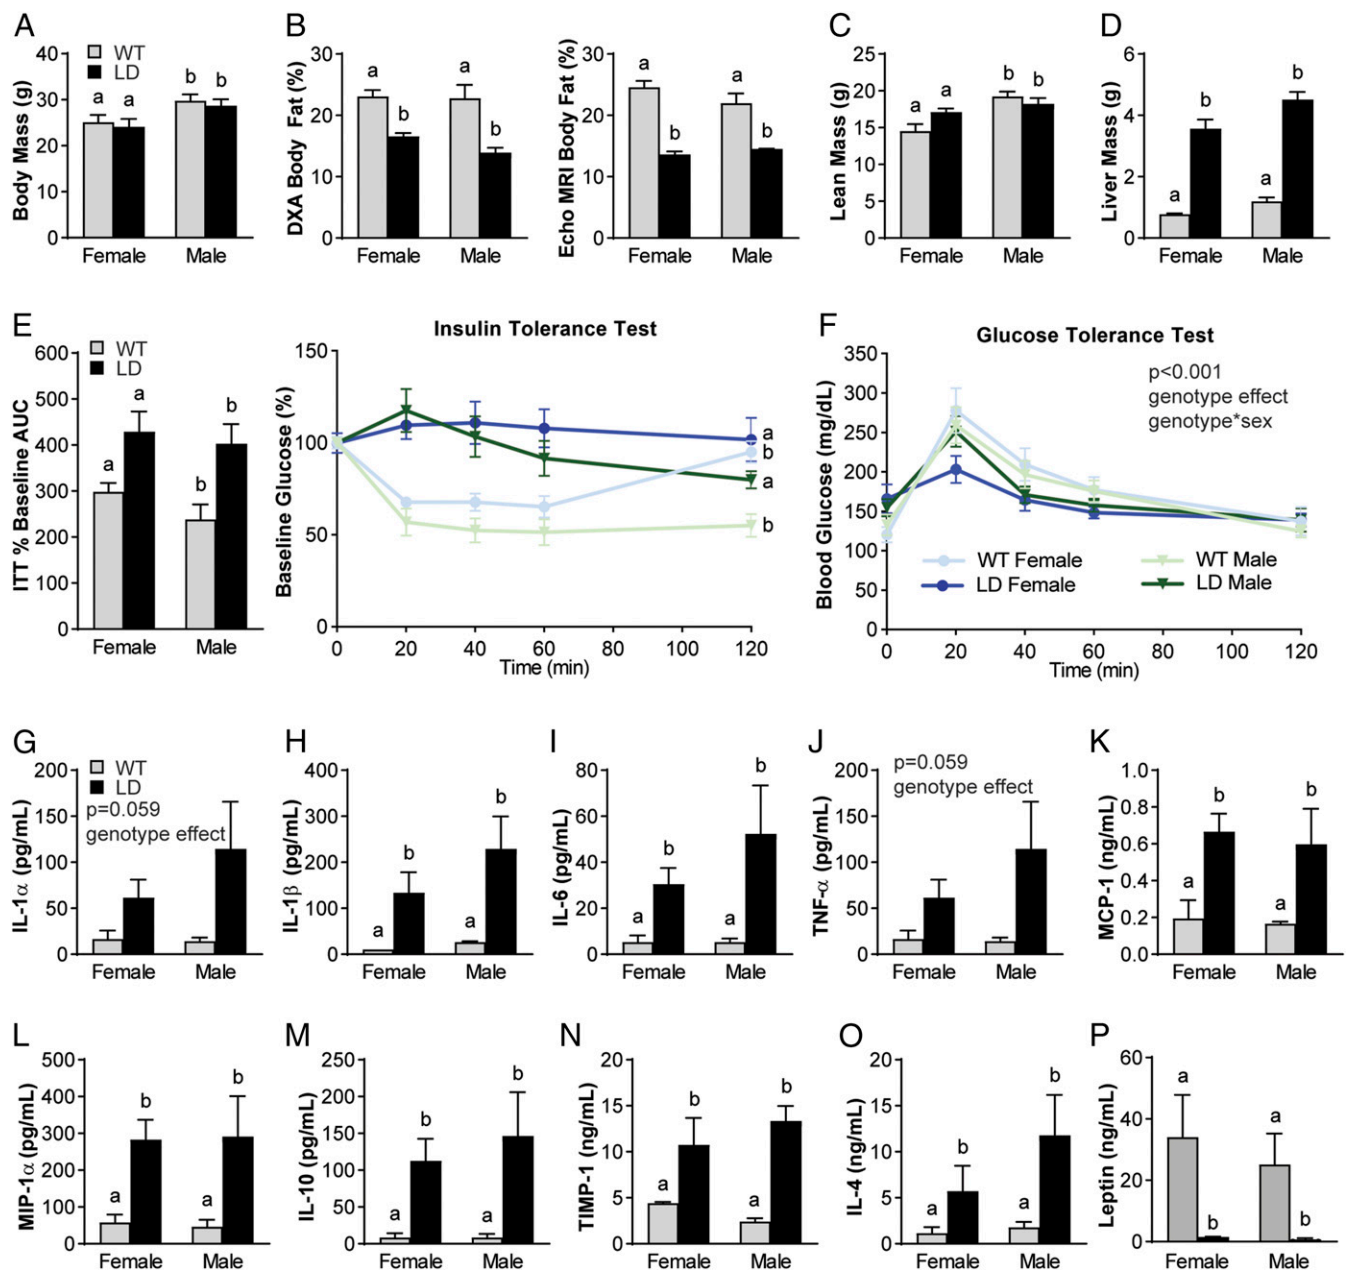 A
Body Mass (g)
40
30
20
10
0
WT
LD
a
a
b
b
Female
Male
B
DXA Body Fat (%)
30
20
10
0
a
b
a
b
Female
Male
Echo MRI Body Fat (%)
30
20
10
0
a
b
a
b
Female
Male
C
Lean Mass (g)
25
20
15
10
5
0
a
a
b
b
Female
Male
D
Liver Mass (g)
6
4
2
0
a
b
a
b
Female
Male
E
ITT % Baseline AUC
600
500
400
300
200
100
0
WT
LD
a
a
b
b
Female
Male
Insulin Tolerance Test
Baseline Glucose (%)
150
100
50
0
a
b
a
b
0
20
40
60
80
100
120
Time (min)
F
Glucose Tolerance Test
Blood Glucose (mg/dL)
350
300
250
200
150
100
50
0
p<0.001
genotype effect
genotype*sex
WT Female
LD Female
WT Male
LD Male
0
20
40
60
80
100
120
Time (min)
G
IL-1α (pg/mL)
200
150
100
50
0
WT
LD
p=0.059
genotype effect
Female
Male
H
IL-1β (pg/mL)
400
300
200
100
0
a
b
a
b
Female
Male
I
IL-6 (pg/mL)
80
60
40
20
0
a
b
a
b
Female
Male
J
TNF-α (pg/mL)
200
150
100
50
0
p=0.059
genotype effect
Female
Male
K
MCP-1 (ng/mL)
1.0
0.8
0.6
0.4
0.2
0.0
a
b
a
b
Female
Male
L
MIP-1α (pg/mL)
500
400
300
200
100
0
a
b
a
b
Female
Male
M
IL-10 (pg/mL)
250
200
150
100
50
0
a
b
a
b
Female
Male
N
TIMP-1 (ng/mL)
20
15
10
5
0
a
b
a
b
Female
Male
O
IL-4 (ng/mL)
20
15
10
5
0
a
b
a
b
Female
Male
P
Leptin (ng/mL)
60
40
20
0
a
b
a
b
Female
Male